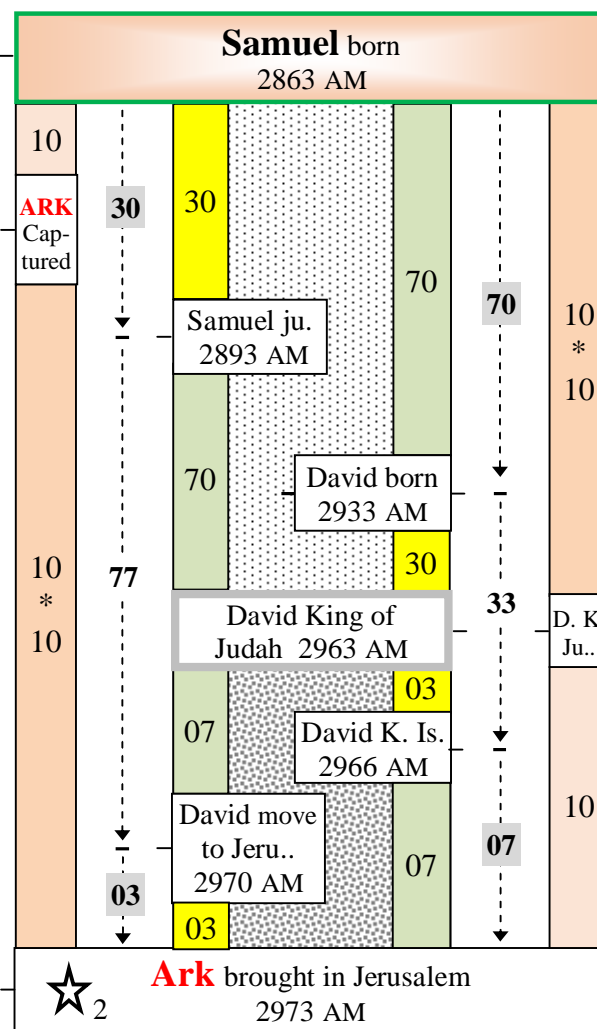 Samuel born
2863 AM
10
ARK
Cap-
tured
30
30
70
70
10
*
10
Samuel ju.
2893 AM
70
David born
2933 AM
10
*
10
77
30
33
David King of
Judah 2963 AM
D. K
Ju..
03
07
David K. Is.
2966 AM
David move
to Jeru..
2970 AM
10
07
07
03
03
Ark brought in Jerusalem
2973 AM
2